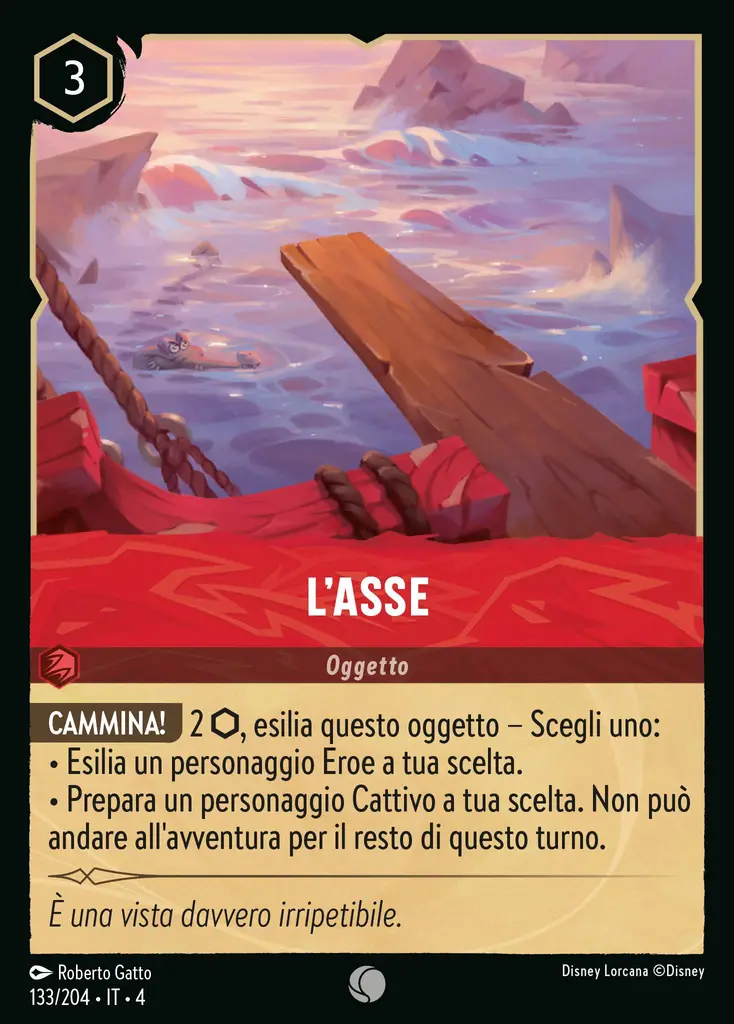 3
L'ASSE
Oggetto
CAMMINA! 2 ⬡, esilia questo oggetto – Scegli uno:
• Esilia un personaggio Eroe a tua scelta.
• Prepara un personaggio Cattivo a tua scelta. Non può
andare all'avventura per il resto di questo turno.
È una vista davvero irripetibile.
Roberto Gatto
Disney Lorcana ©Disney
133/204 • IT • 4